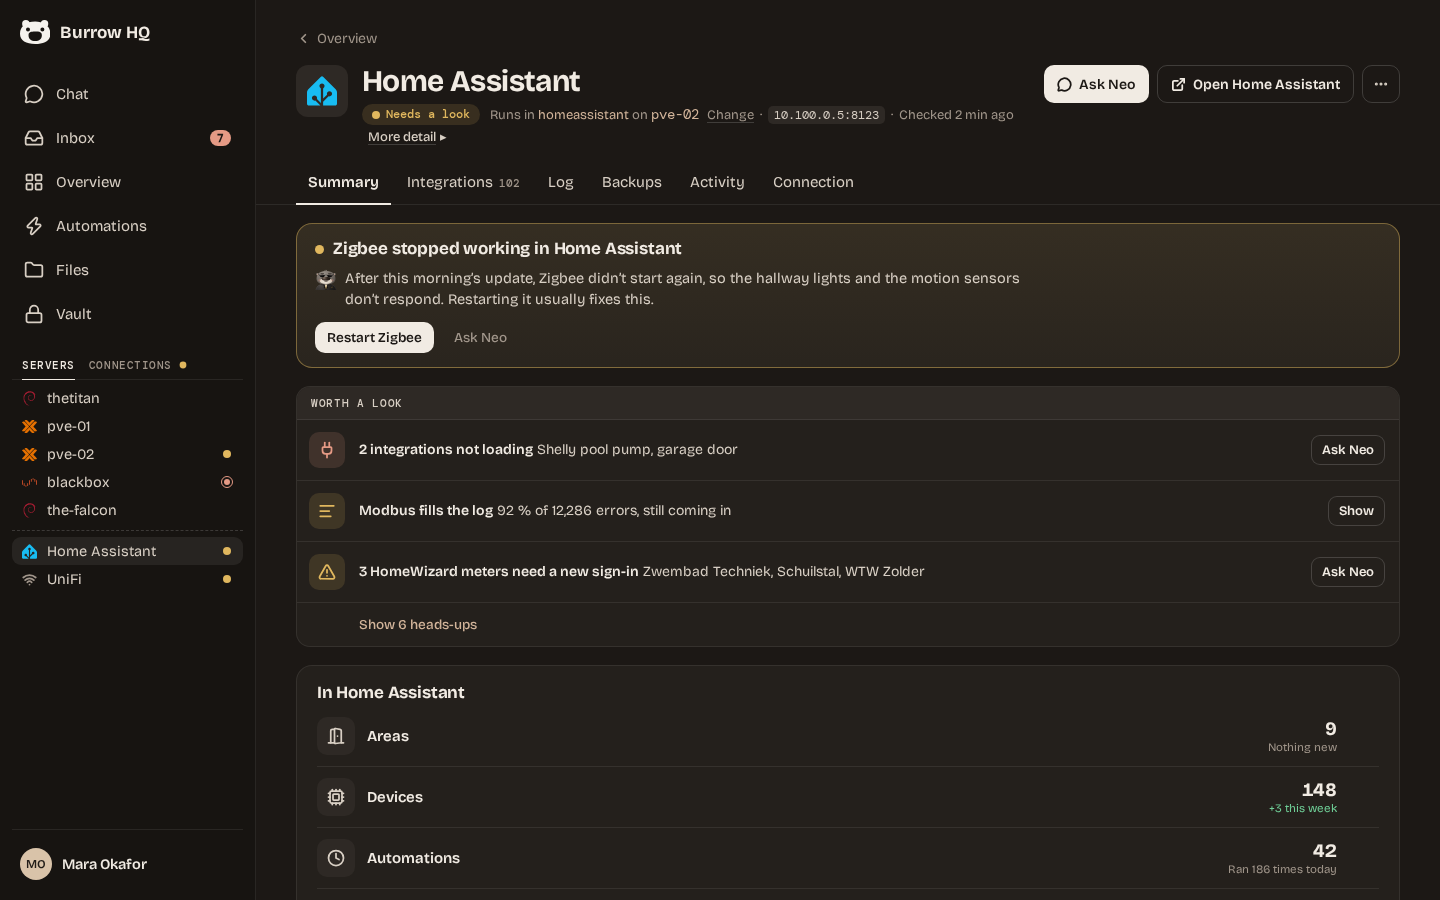 Burrow HQ
Chat
Inbox 7
Overview
Automations
Files
Vault
SERVERS CONNECTIONS
thetitan
pve-01
pve-02
blackbox
the-falcon
Home Assistant
UniFi
MO Mara Okafor
Overview
Home Assistant
Needs a look Runs in homeassistant on pve-02 Change · 10.100.0.5:8123 · Checked 2 min ago
More detail ▸
Ask Neo Open Home Assistant
Summary Integrations 102 Log Backups Activity Connection
Zigbee stopped working in Home Assistant
After this morning's update, Zigbee didn't start again, so the hallway lights and the motion sensors
don't respond. Restarting it usually fixes this.
Restart Zigbee Ask Neo
WORTH A LOOK
2 integrations not loading Shelly pool pump, garage door Ask Neo
Modbus fills the log 92 % of 12,286 errors, still coming in Show
3 HomeWizard meters need a new sign-in Zwembad Techniek, Schuilstal, WTW Zolder Ask Neo
Show 6 heads-ups
In Home Assistant
Areas 9
Nothing new
Devices 148
+3 this week
Automations 42
Ran 186 times today